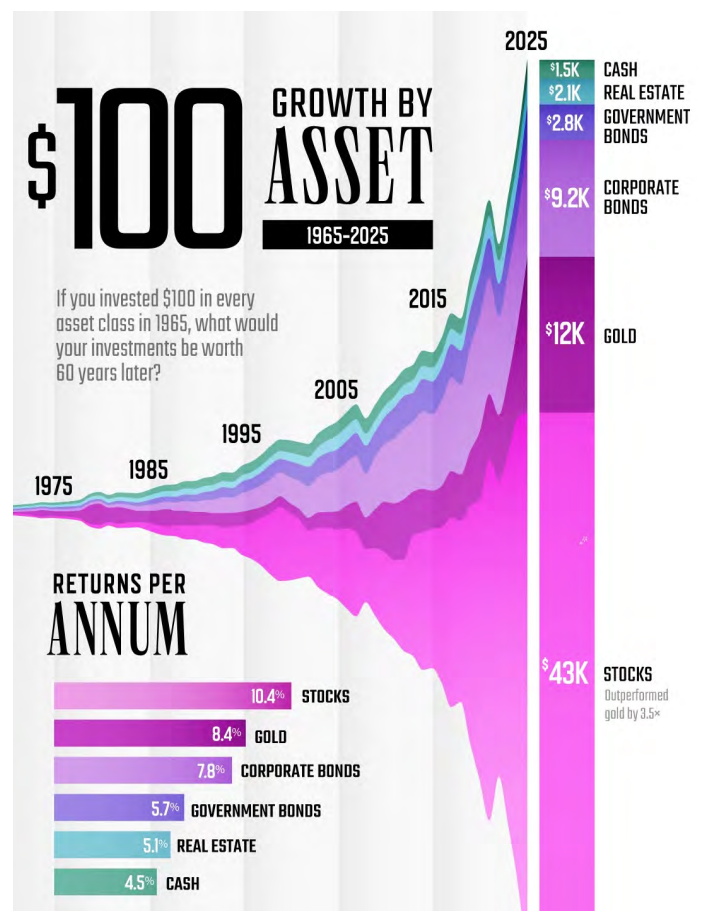 $100
GROWTH BY
ASSET
1965-2025
If you invested $100 in every
asset class in 1965, what would
your investments be worth
60 years later?
1975
1985
1995
2005
2015
2025
$1.5K CASH
$2.1K REAL ESTATE
$2.8K GOVERNMENT
BONDS
$9.2K CORPORATE
BONDS
$12K GOLD
$43K STOCKS
Outperformed
gold by 3.5×
RETURNS PER
ANNUM
10.4% STOCKS
8.4% GOLD
7.8% CORPORATE BONDS
5.7% GOVERNMENT BONDS
5.1% REAL ESTATE
4.5% CASH